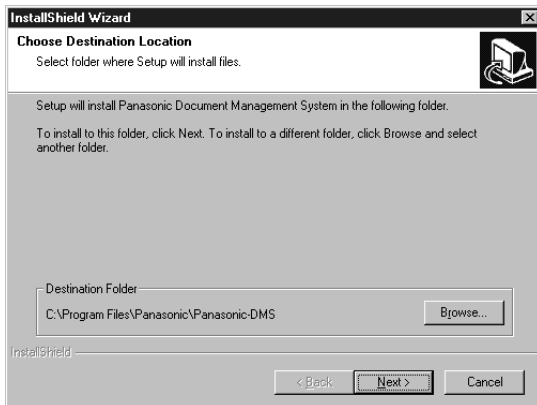 InstallShield Wizard
Choose Destination Location
Select folder where Setup will install files.
Setup will install Panasonic Document Management System in the following folder.
To install to this folder, click Next. To install to a different folder, click Browse and select
another folder.
Destination Folder
C:\Program Files\Panasonic\Panasonic-DMS
Browse...
InstallShield
< Back Next > Cancel